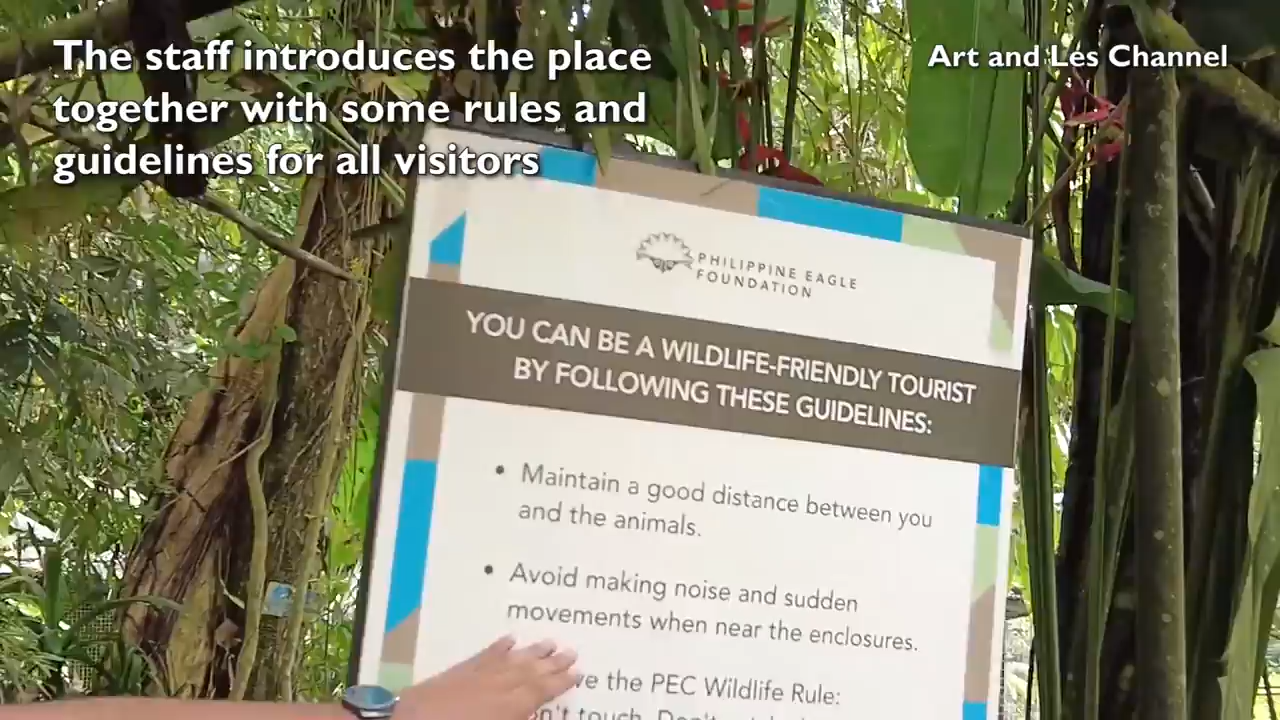 The staff introduces the place
together with some rules and
guidelines for all visitors
Art and Les Channel
PHILIPPINE EAGLE
FOUNDATION
YOU CAN BE A WILDLIFE-FRIENDLY TOURIST
BY FOLLOWING THESE GUIDELINES:
• Maintain a good distance between you
and the animals.
• Avoid making noise and sudden
movements when near the enclosures.
the PEC Wildlife Rule:
touch.